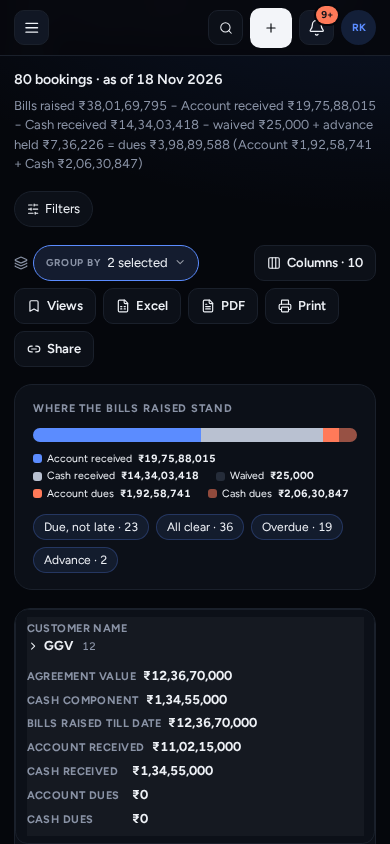 9+
RK
80 bookings · as of 18 Nov 2026
Bills raised ₹38,01,69,795 − Account received ₹19,75,88,015
− Cash received ₹14,34,03,418 − waived ₹25,000 + advance
held ₹7,36,226 = dues ₹3,98,89,588 (Account ₹1,92,58,741
+ Cash ₹2,06,30,847)
Filters
GROUP BY 2 selected
Columns · 10
Views
Excel
PDF
Print
Share
WHERE THE BILLS RAISED STAND
Account received ₹19,75,88,015
Cash received ₹14,34,03,418 Waived ₹25,000
Account dues ₹1,92,58,741 Cash dues ₹2,06,30,847
Due, not late · 23 All clear · 36 Overdue · 19
Advance · 2
CUSTOMER NAME
GGV 12
AGREEMENT VALUE ₹12,36,70,000
CASH COMPONENT ₹1,34,55,000
BILLS RAISED TILL DATE ₹12,36,70,000
ACCOUNT RECEIVED ₹11,02,15,000
CASH RECEIVED ₹1,34,55,000
ACCOUNT DUES ₹0
CASH DUES ₹0